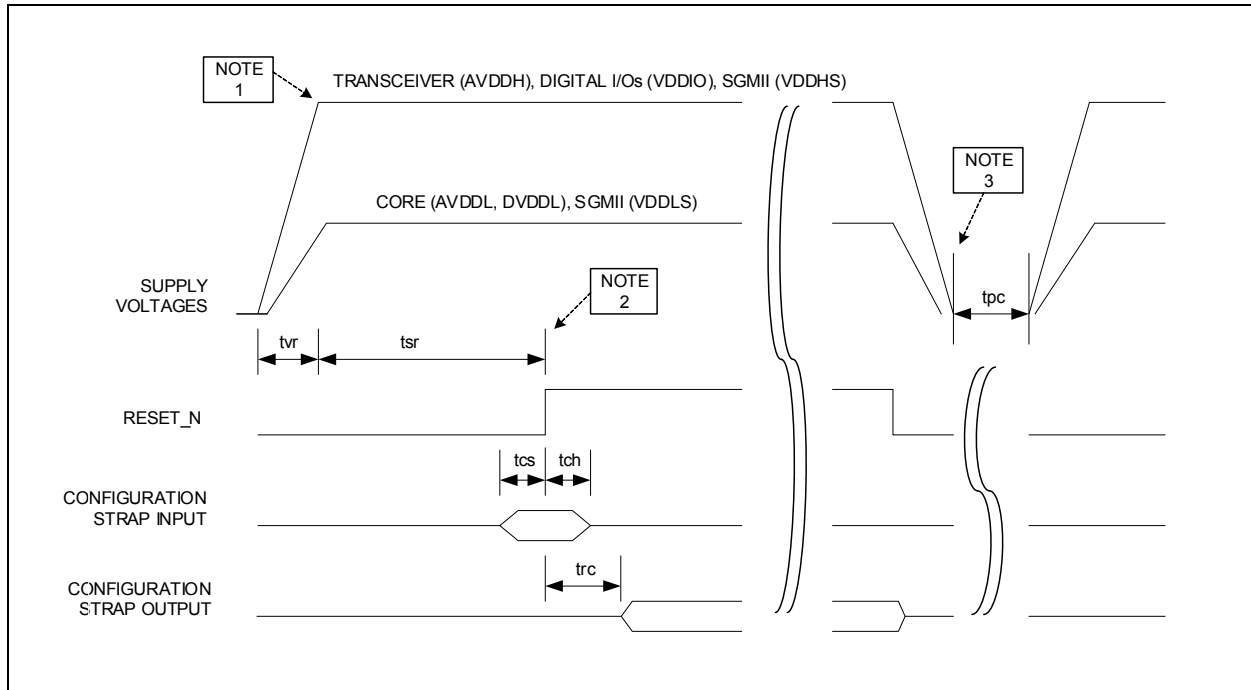 NOTE
1
TRANSCEIVER (AVDDH), DIGITAL I/Os (VDDIO), SGMII (VDDHS)
NOTE
3
CORE (AVDDL, DVDDL), SGMII (VDDLS)
SUPPLY
VOLTAGES
NOTE
2
tpc
tvr
tsr
RESET_N
tcs
tch
CONFIGURATION
STRAP INPUT
trc
CONFIGURATION
STRAP OUTPUT